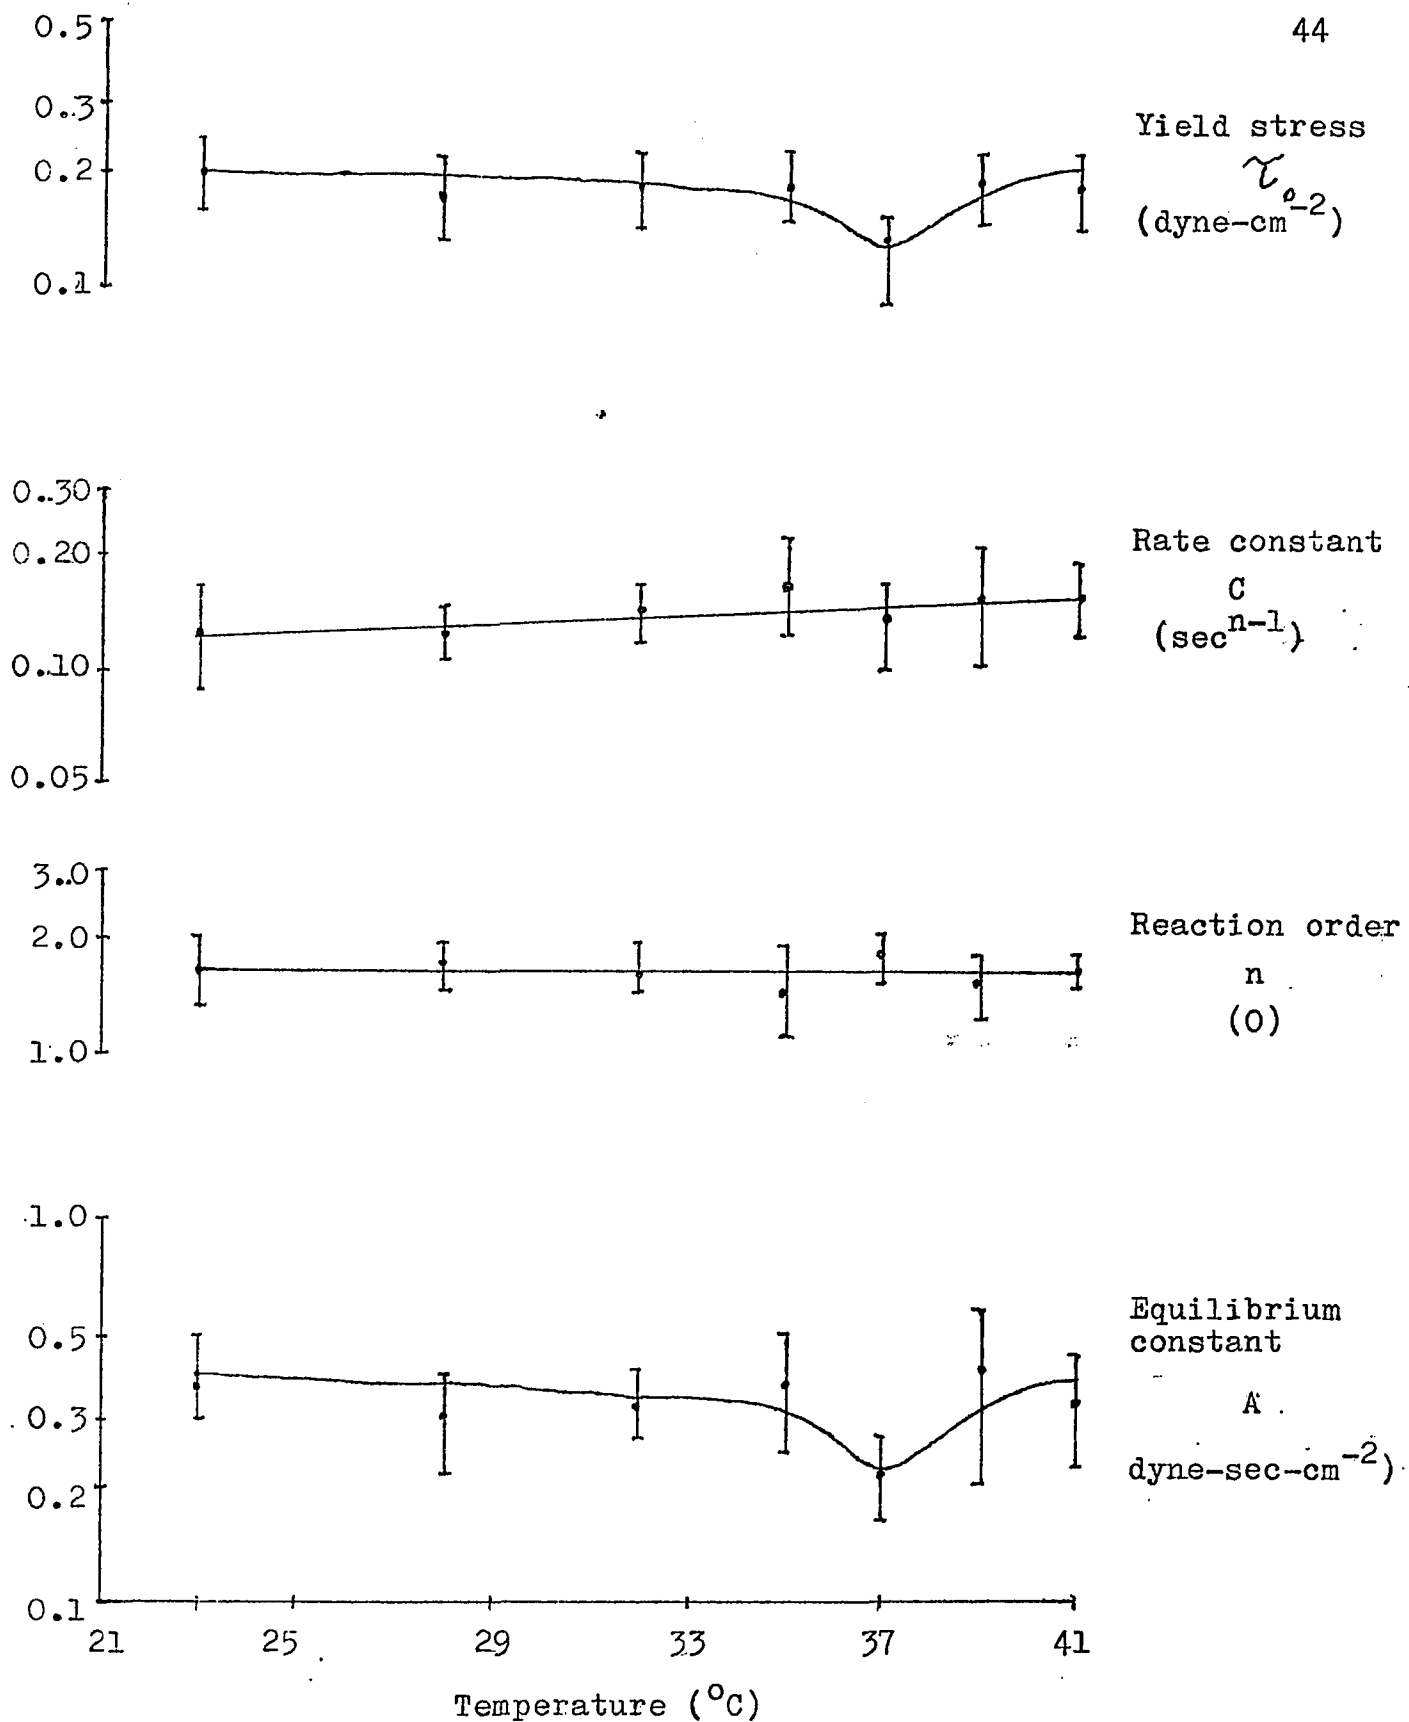 44
0.5
0.3
0.2
0.1
Yield stress
τ₀
(dyne-cm⁻²)
0.30
0.20
0.10
0.05
Rate constant
C
(secⁿ⁻¹)
3.0
2.0
1.0
Reaction order
n
(0)
1.0
0.5
0.3
0.2
0.1
Equilibrium
constant
A
dyne-sec-cm⁻²)
21 25 29 33 37 41
Temperature (°C)